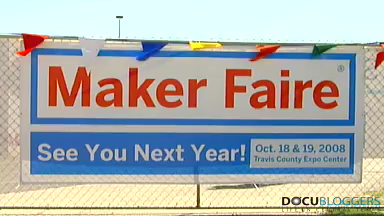 Maker Faire®
See You Next Year!
Oct. 18 & 19, 2008
Travis County Expo Center
DOCUBLOGGERS